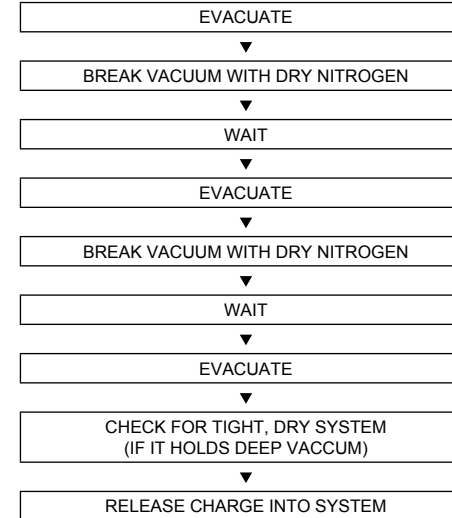 EVACUATE
BREAK VACUUM WITH DRY NITROGEN
WAIT
EVACUATE
BREAK VACUUM WITH DRY NITROGEN
WAIT
EVACUATE
CHECK FOR TIGHT, DRY SYSTEM
(IF IT HOLDS DEEP VACCUM)
RELEASE CHARGE INTO SYSTEM